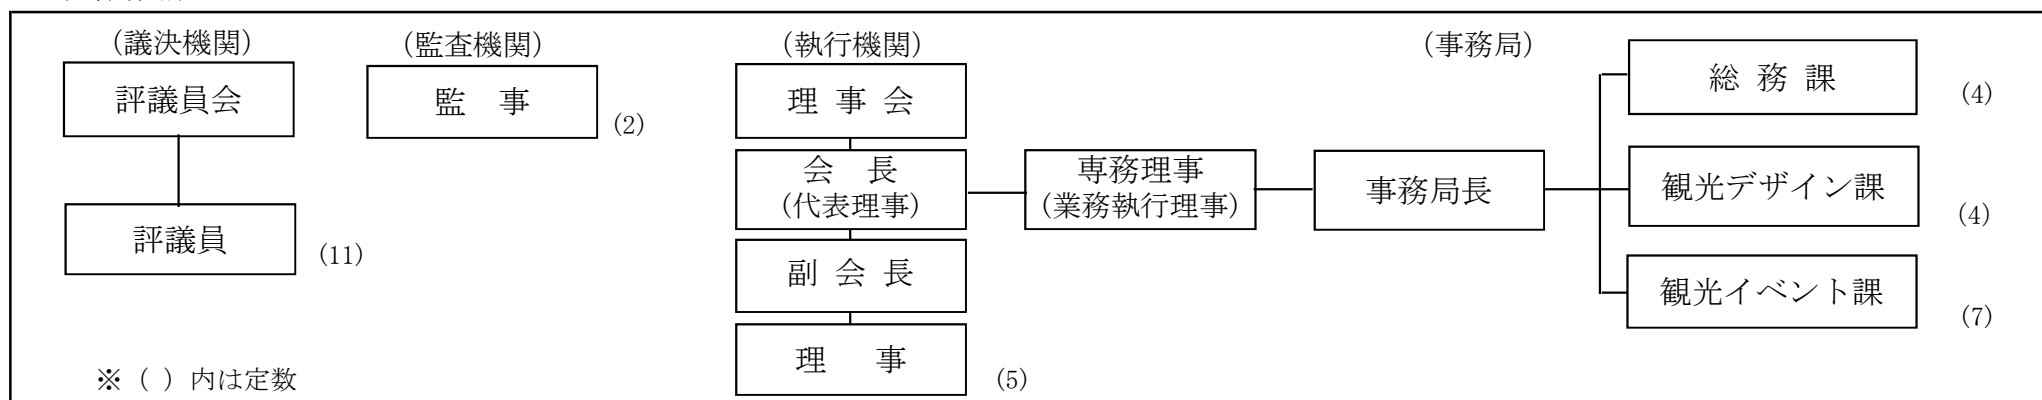 (議決機関)
評議員会
評議員
(11)
(監査機関)
監 事
(2)
(執行機関)
理 事 会
会 長
(代表理事)
副 会 長
理 事
(5)
専務理事
(業務執行理事)
(事務局)
事務局長
総 務 課
(4)
観光デザイン課
(4)
観光イベント課
(7)
※ ( ) 内は定数